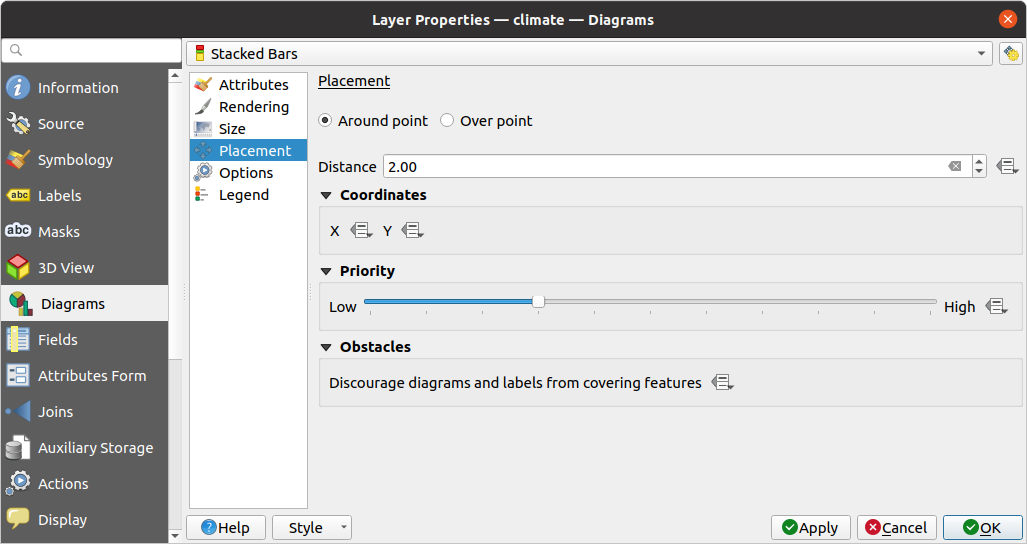 Layer Properties — climate — Diagrams
Stacked Bars
Information
Source
Symbology
abc Labels
abc Masks
3D View
Diagrams
Fields
Attributes Form
Joins
Auxiliary Storage
Actions
Display
Attributes
Rendering
Size
Placement
Options
Legend
Placement
Around point Over point
Distance 2.00
Coordinates
X Y
Priority
Low High
Obstacles
Discourage diagrams and labels from covering features
Help Style Apply Cancel OK